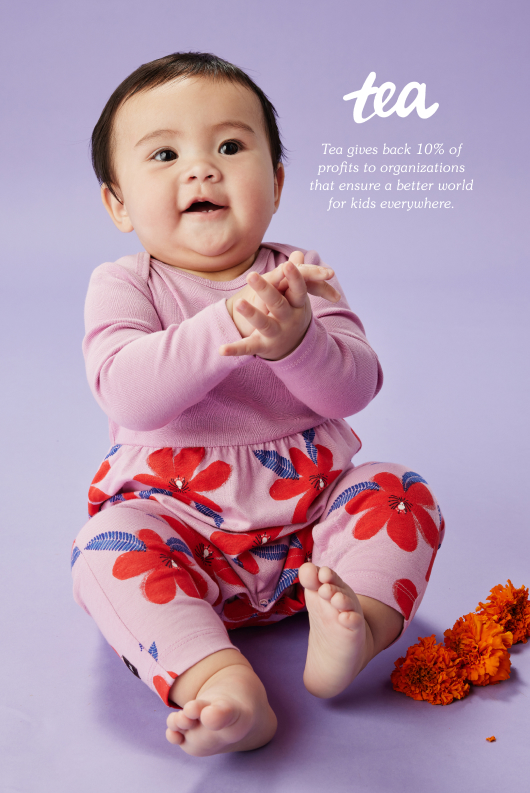 tea
Tea gives back 10% of
profits to organizations
that ensure a better world
for kids everywhere.